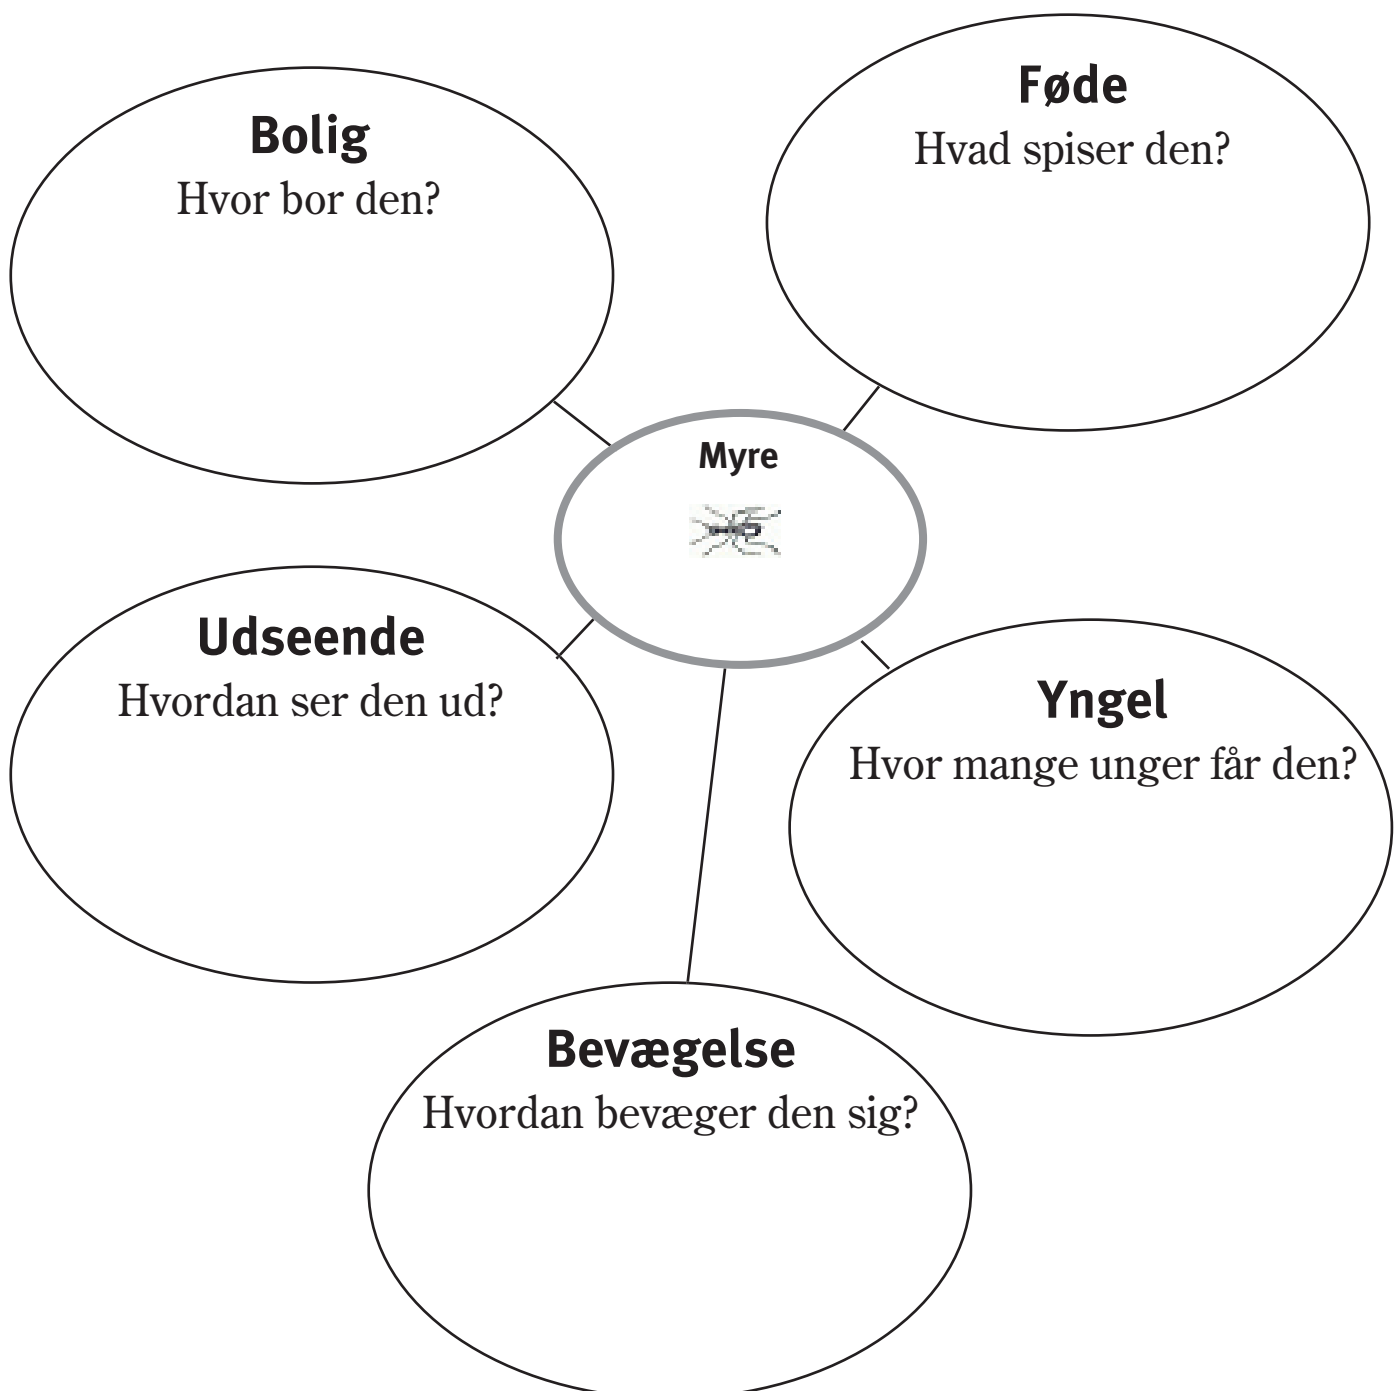 Bolig
Hvor bor den?
Føde
Hvad spiser den?
Myre
Udseende
Hvordan ser den ud?
Yngel
Hvor mange unger får den?
Bevægelse
Hvordan bevæger den sig?